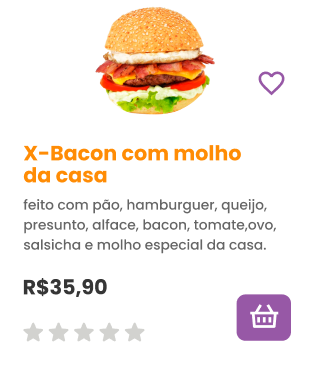 X-Bacon com molho
da casa
feito com pão, hamburguer, queijo,
presunto, alface, bacon, tomate,ovo,
salsicha e molho especial da casa.
R$35,90